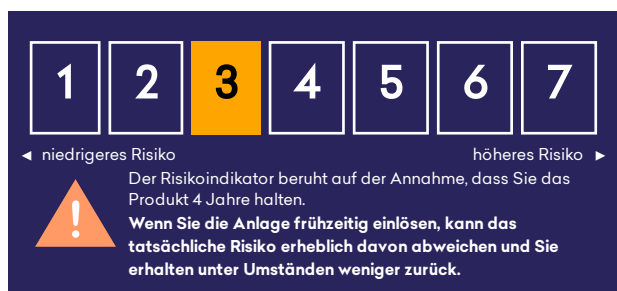 1 2 3 4 5 6 7
◄ niedrigeres Risiko höheres Risiko ►
Der Risikoindikator beruht auf der Annahme, dass Sie das
Produkt 4 Jahre halten.
Wenn Sie die Anlage frühzeitig einlösen, kann das
tatsächliche Risiko erheblich davon abweichen und Sie
erhalten unter Umständen weniger zurück.
!